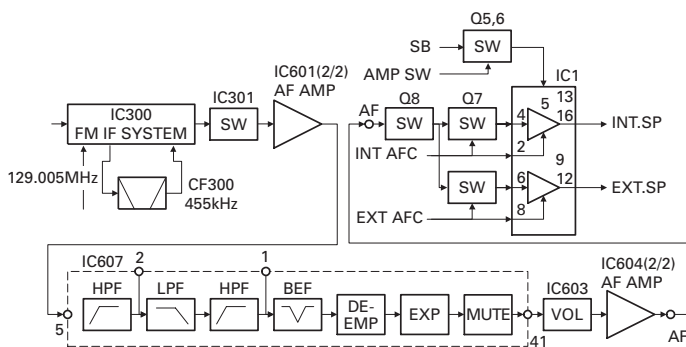 Q5,6
SB
SW
AMP SW
IC1
IC601(2/2)
AF AMP
IC300
FM IF SYSTEM
IC301
SW
AF
Q8
SW
Q7
SW
4
5
13
16
INT.SP
INT AFC
2
129.005MHz
CF300
455kHz
SW
6
9
12
EXT.SP
EXT AFC
8
IC607
2
1
IC604(2/2)
AF AMP
HPF
LPF
HPF
BEF
DE-
EMP
EXP
MUTE
IC603
VOL
5
41
AF